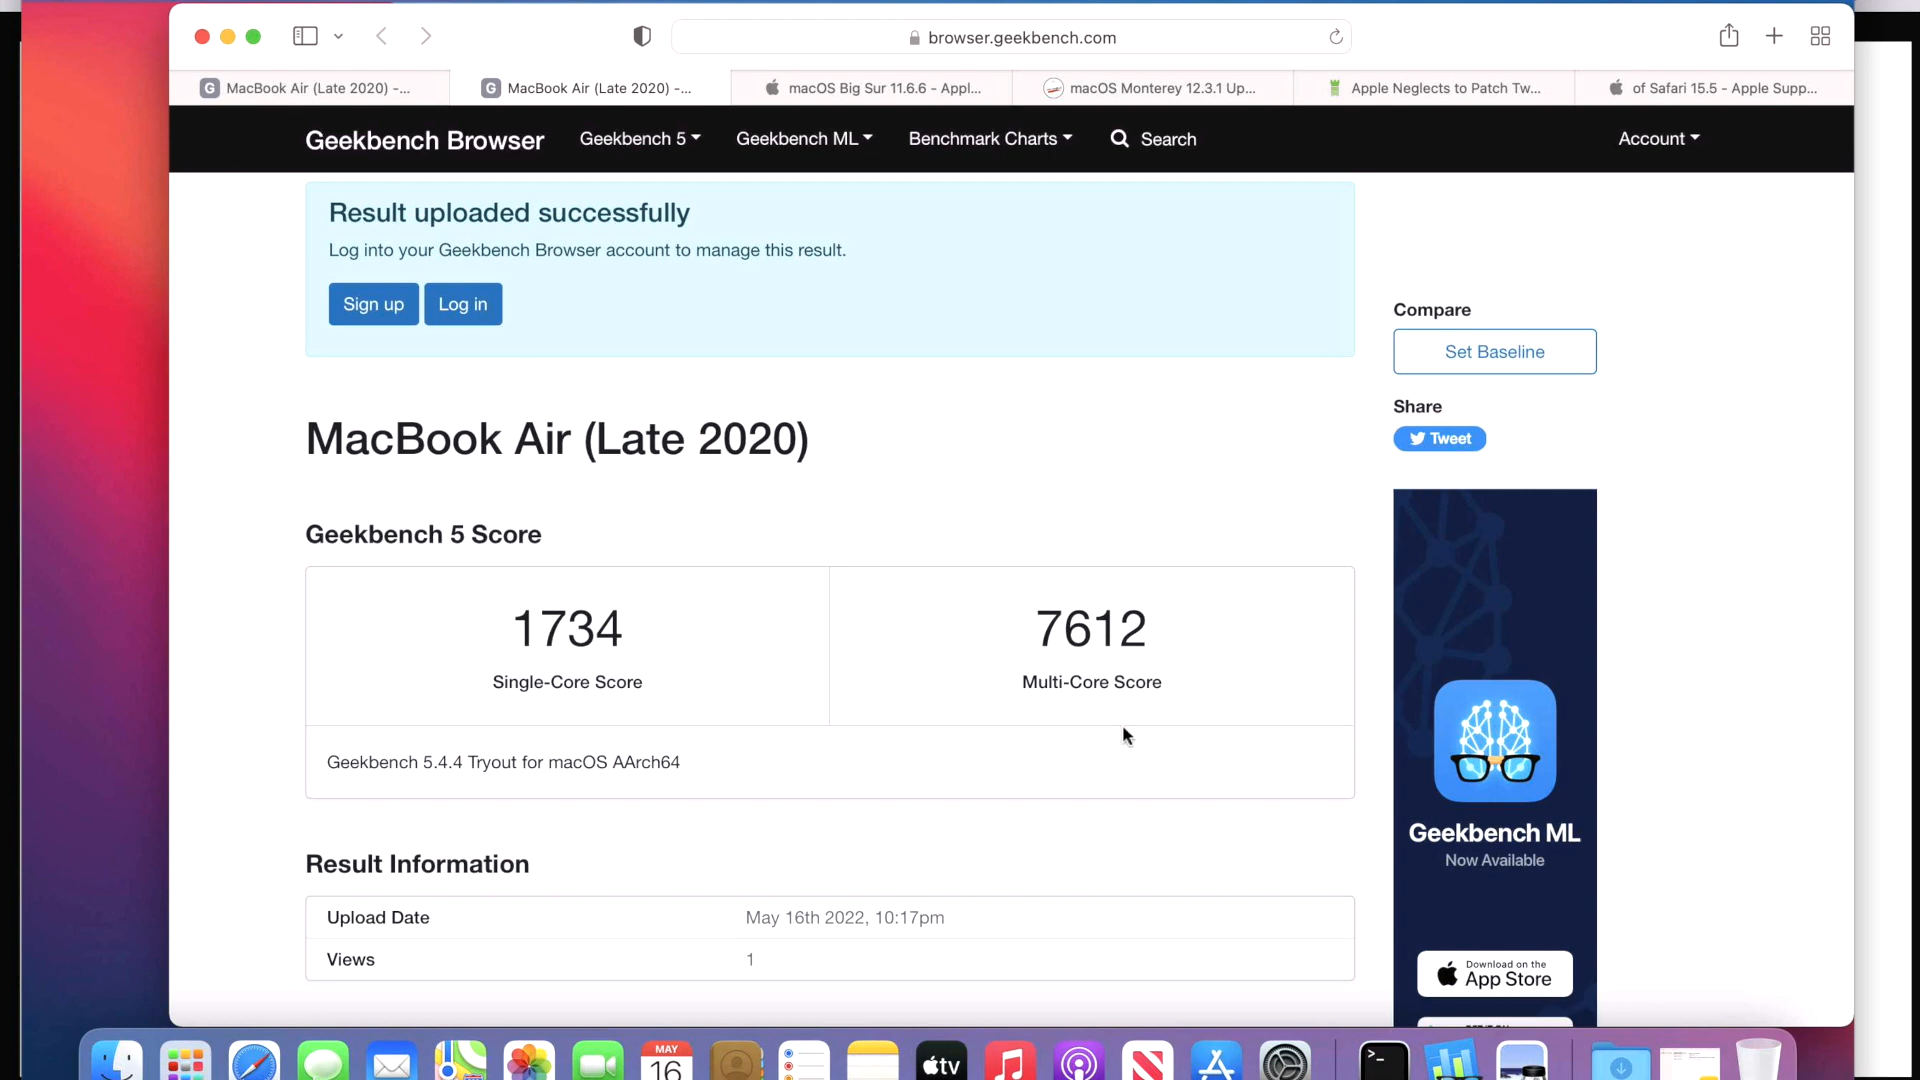 browser.geekbench.com
MacBook Air (Late 2020) -...
MacBook Air (Late 2020) -...
macOS Big Sur 11.6.6 - Appl...
macOS Monterey 12.3.1 Up...
Apple Neglects to Patch Tw...
of Safari 15.5 - Apple Supp...
Geekbench Browser
Geekbench 5
Geekbench ML
Benchmark Charts
Search
Account
Result uploaded successfully
Log into your Geekbench Browser account to manage this result.
Sign up
Log in
Compare
Set Baseline
Share
Tweet
MacBook Air (Late 2020)
Geekbench 5 Score
1734
Single-Core Score
7612
Multi-Core Score
Geekbench 5.4.4 Tryout for macOS AArch64
Result Information
Upload Date
May 16th 2022, 10:17pm
Views
1
Geekbench ML
Now Available
Download on the
App Store
MAY
16
tv